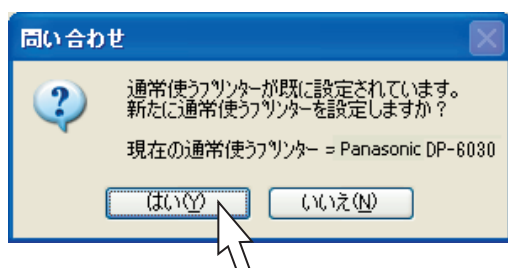 問い合わせ
通常使うプリンターが既に設定されています。
新たに通常使うプリンターを設定しますか？
現在の通常使うプリンター = Panasonic DP-6030
はい(Y)
いいえ(N)